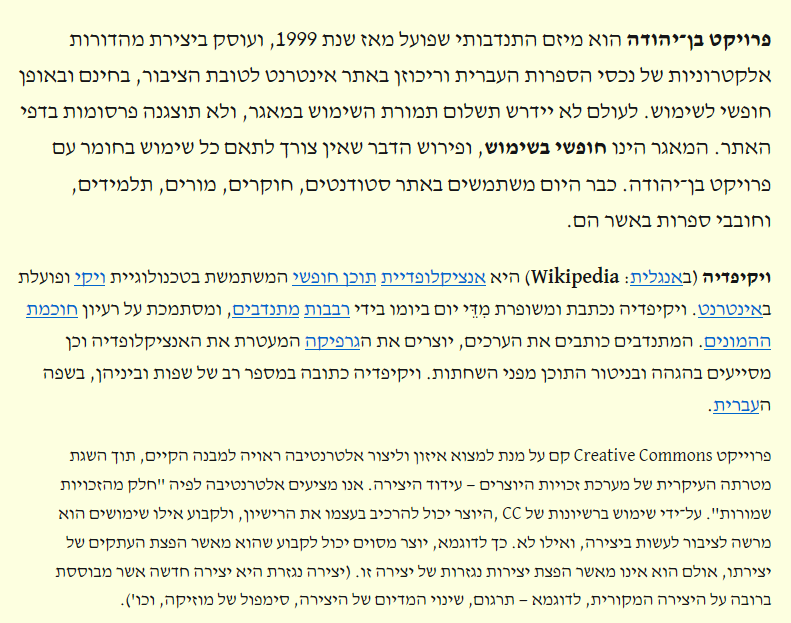 פרויקט בן־יהודה הוא מיזם התנדבותי שפועל מאז שנת 1999, ועוסק ביצירת מהדורות
אלקטרוניות של נכסי הספרות העברית וריכוזן באתר אינטרנט לטובת הציבור, בחינם ובאופן
חופשי לשימוש. לעולם לא יידרש תשלום תמורת השימוש במאגר, ולא תוצגנה פרסומות בדפי
האתר. המאגר הינו חופשי בשימוש, ופירוש הדבר שאין צורך לתאם כל שימוש בחומר עם
פרויקט בן־יהודה. כבר היום משתמשים באתר סטודנטים, חוקרים, מורים, תלמידים,
וחובבי ספרות באשר הם.
ויקיפדיה (באנגלית: Wikipedia) היא אנציקלופדיית תוכן חופשי המשתמשת בטכנולוגיית ויקי ופועלת
באינטרנט. ויקיפדיה נכתבת ומשופרת מִדֵּי יום ביומו בידי רבבות מתנדבים, ומסתמכת על רעיון חוכמת
ההמונים. המתנדבים כותבים את הערכים, יוצרים את הגרפיקה המעטרת את האנציקלופדיה וכן
מסייעים בהגהה ובניטור התוכן מפני השחתות. ויקיפדיה כתובה במספר רב של שפות וביניהן, בשפה
העברית.
פרוייקט Creative Commons קם על מנת למצוא איזון וליצור אלטרנטיבה ראויה למבנה הקיים, תוך השגת
מטרתה העיקרית של מערכת זכויות היוצרים – עידוד היצירה. אנו מציעים אלטרנטיבה לפיה "חלק מהזכויות
שמורות". על־ידי שימוש ברשיונות של CC ,היוצר יכול להרכיב בעצמו את הרישיון, ולקבוע אילו שימושים הוא
מרשה לציבור לעשות ביצירה, ואילו לא. כך לדוגמא, יוצר מסוים יכול לקבוע שהוא מאשר הפצת העתקים של
יצירתו, אולם הוא אינו מאשר הפצת יצירות נגזרות של יצירה זו. (יצירה נגזרת היא יצירה חדשה אשר מבוססת
ברובה על היצירה המקורית, לדוגמא – תרגום, שינוי המדיום של היצירה, סימפול של מוזיקה, וכו').